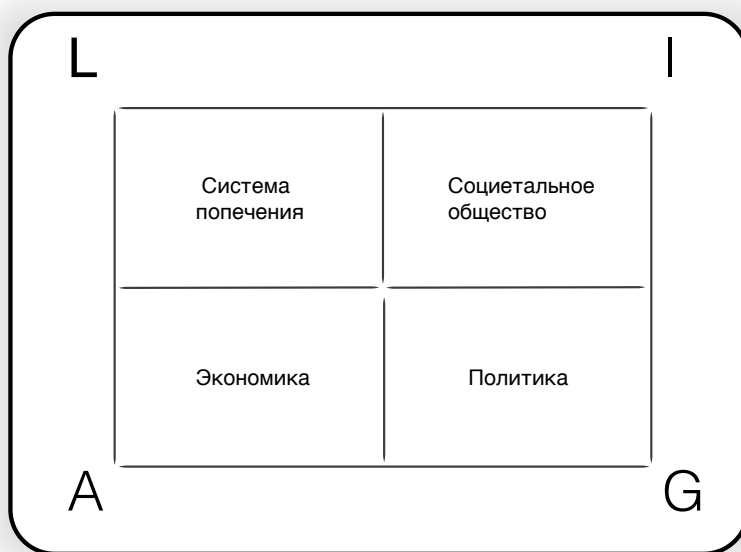 L
I
Система
попечения
Социетальное
общество
Экономика
Политика
A
G